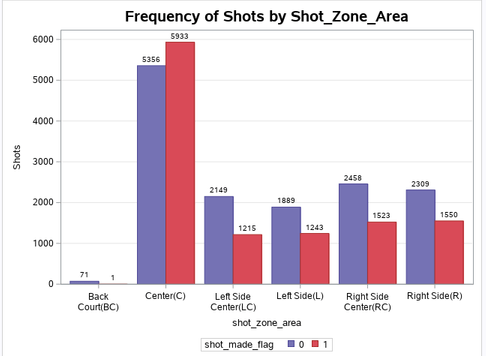 Frequency of Shots by Shot_Zone_Area
6000
5000
4000
3000
2000
1000
0
Shots
71
1
5356
5933
2149
1215
1889
1243
2458
1523
2309
1550
Back
Court(BC)
Center(C)
Left Side
Center(LC)
Left Side(L)
Right Side
Center(RC)
Right Side(R)
shot_zone_area
shot_made_flag 0 1